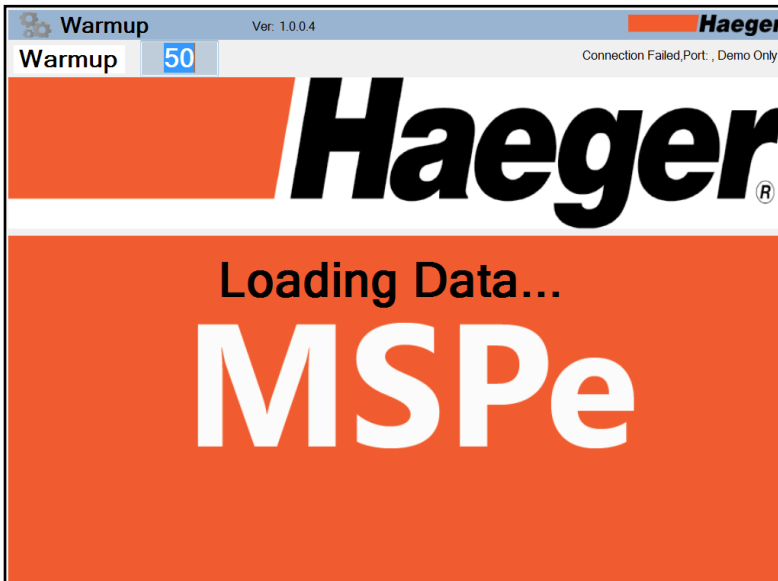 Warmup Ver: 1.0.0.4 Haeger
Warmup 50 Connection Failed,Port: , Demo Only
Haeger®
Loading Data...
MSPe